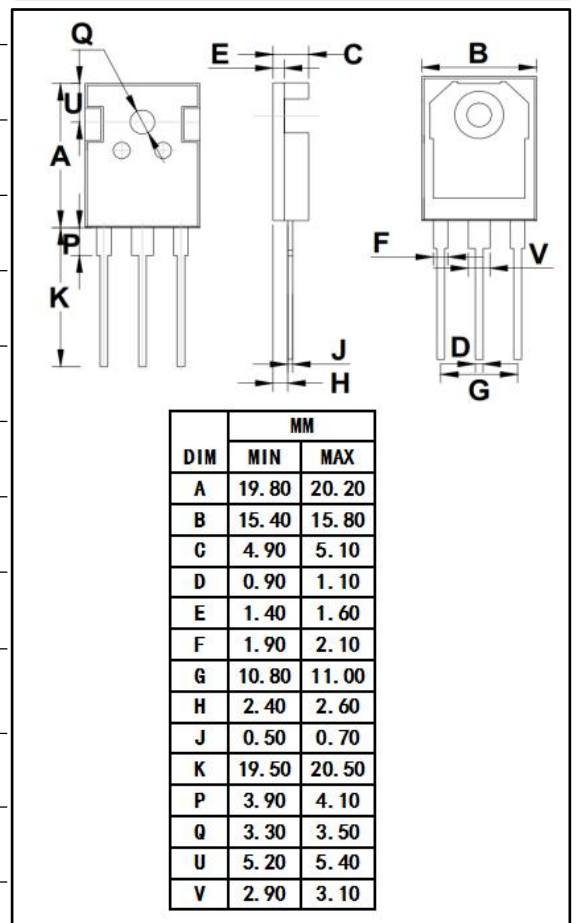 Q
E C B
U
A
P
K
F V
J
H
D
G
MM
DIM MIN MAX
A 19.80 20.20
B 15.40 15.80
C 4.90 5.10
D 0.90 1.10
E 1.40 1.60
F 1.90 2.10
G 10.80 11.00
H 2.40 2.60
J 0.50 0.70
K 19.50 20.50
P 3.90 4.10
Q 3.30 3.50
U 5.20 5.40
V 2.90 3.10